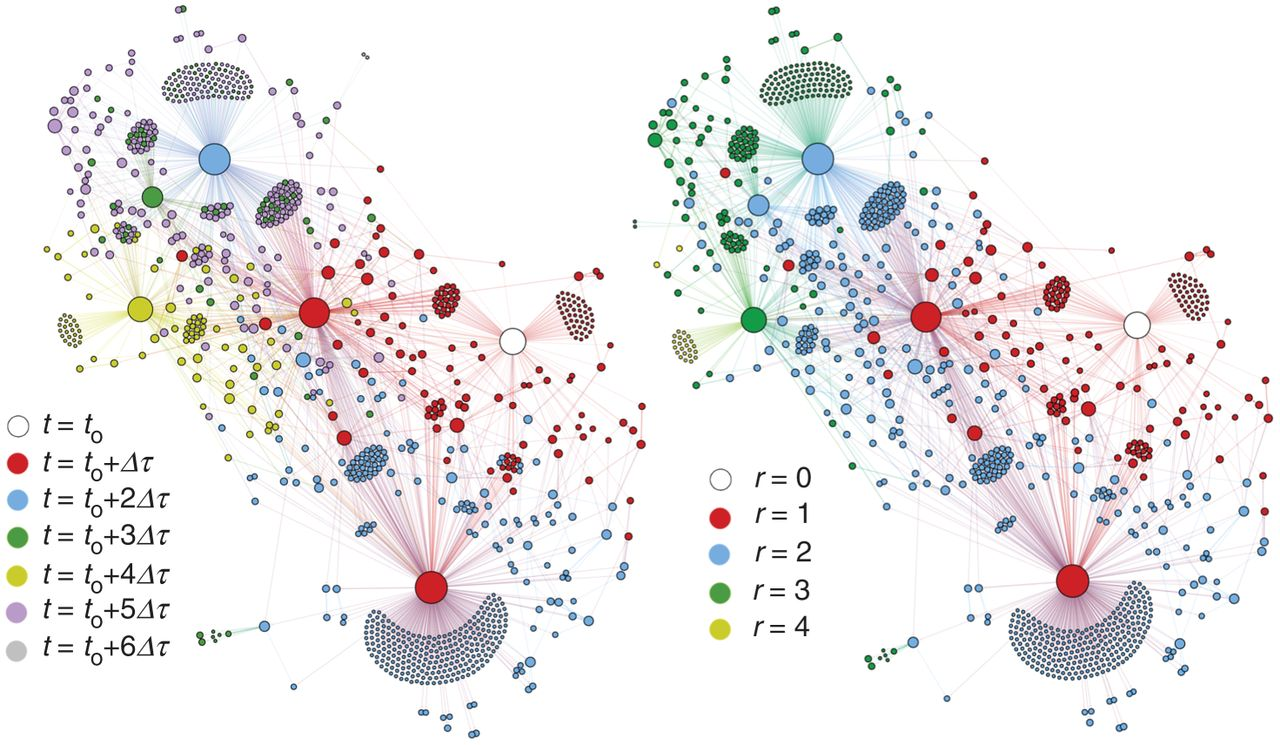 t = to
t = to+Δτ
t = to+2Δτ
t = to+3Δτ
t = to+4Δτ
t = to+5Δτ
t = to+6Δτ
r = 0
r = 1
r = 2
r = 3
r = 4